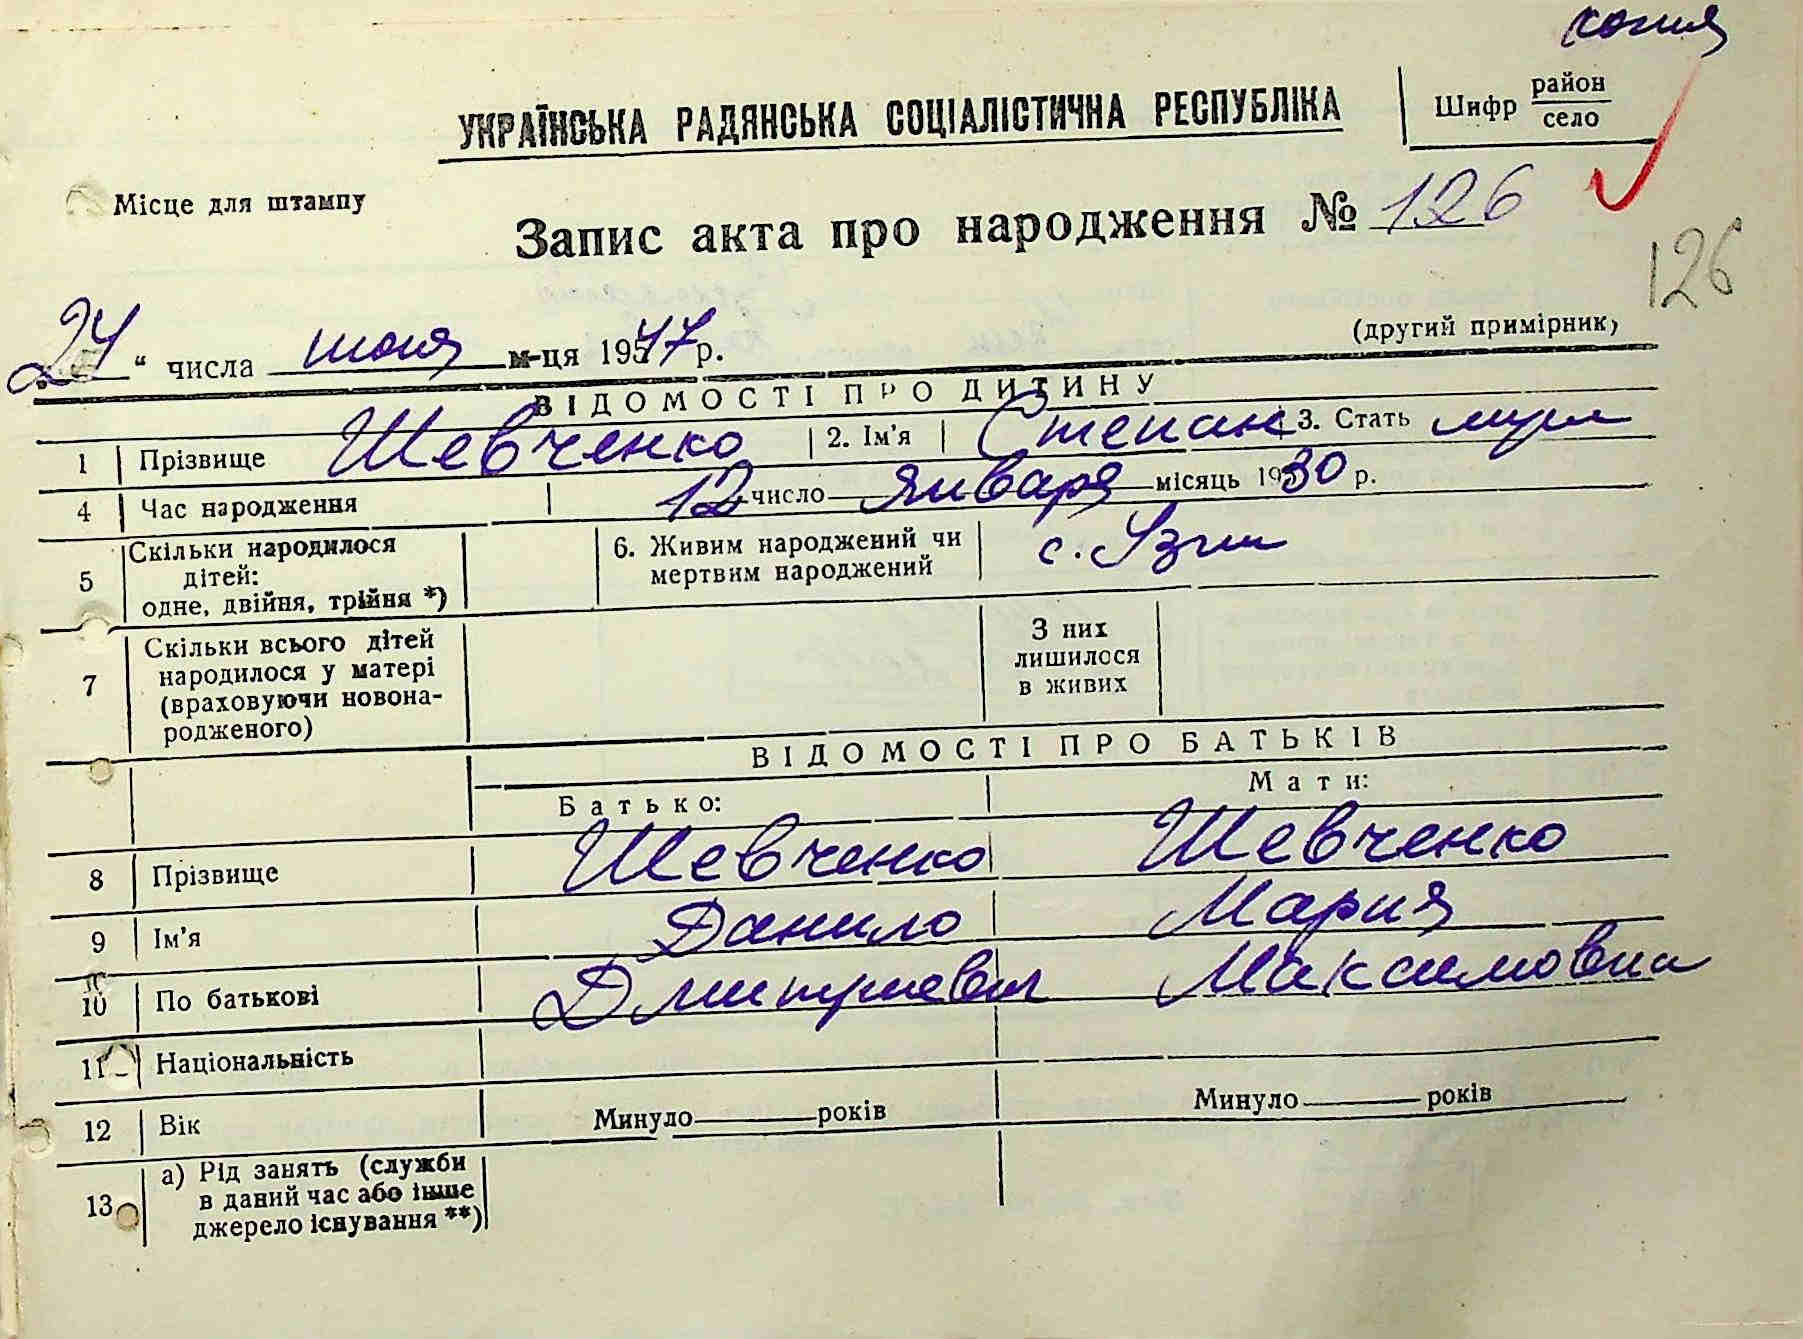 копия
УКРАЇНСЬКА РАДЯНСЬКА СОЦІАЛІСТИЧНА РЕСПУБЛІКА
Шифр район
село
Місце для штампу
Запис акта про народження № 126
126
(другий примірник)
24 " числа июля м-ця 1947 р.
ВІДОМОСТІ ПРО ДИТИНУ
1 Прізвище Шевченко 2. Ім'я Степан 3. Стать муж
4 Час народження 12 число января місяць 1930 р.
5 Скільки народилося дітей: одне, двійня, трійня *) 6. Живим народжений чи мертвим народжений с. Узин
7 Скільки всього дітей народилося у матері (враховуючи новонародженого) З них лишилося в живих
ВІДОМОСТІ ПРО БАТЬКІВ
Батько: Мати:
8 Прізвище Шевченко Шевченко
9 Ім'я Данило Мария
10 По батькові Дмитриевич Максимовна
11 Національність
12 Вік Минуло років Минуло років
13 а) Рід занять (служби в даний час або інше джерело існування **)